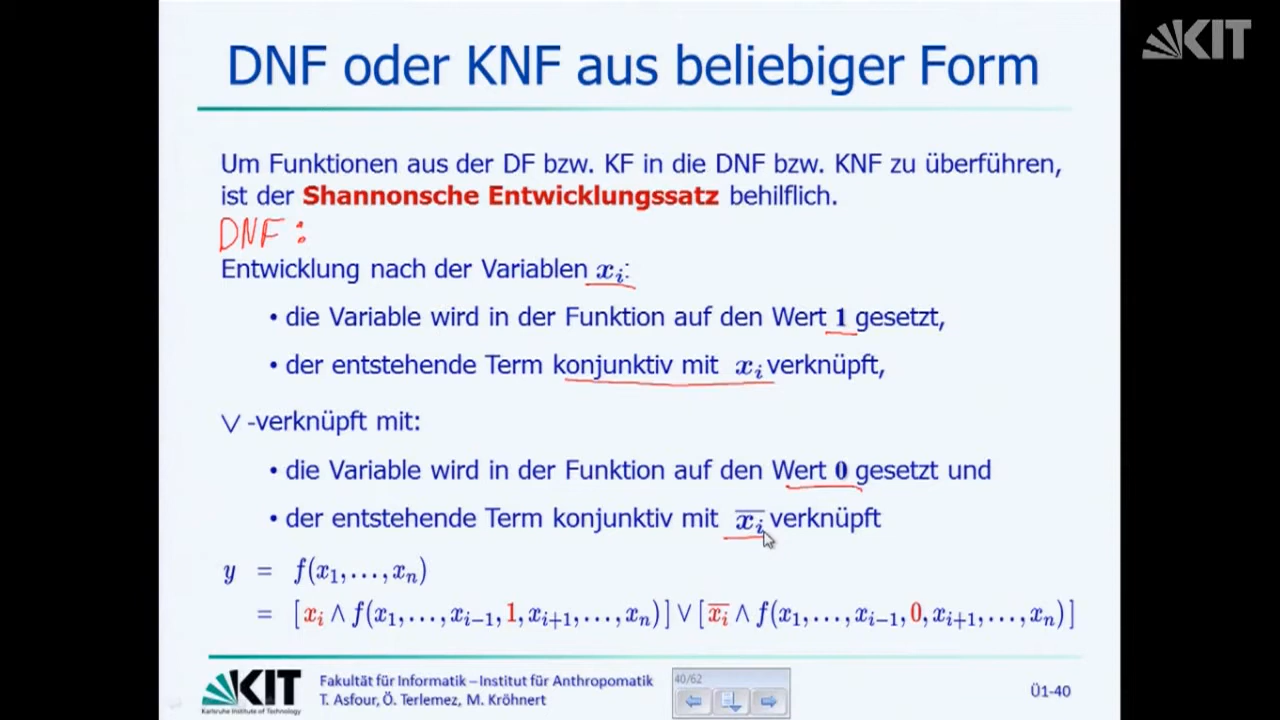 KIT
DNF oder KNF aus beliebiger Form
Um Funktionen aus der DF bzw. KF in die DNF bzw. KNF zu überführen,
ist der Shannonsche Entwicklungssatz behilflich.
DNF:
Entwicklung nach der Variablen xᵢ:
• die Variable wird in der Funktion auf den Wert 1 gesetzt,
• der entstehende Term konjunktiv mit xᵢ verknüpft,
∨ -verknüpft mit:
• die Variable wird in der Funktion auf den Wert 0 gesetzt und
• der entstehende Term konjunktiv mit x̅ᵢ verknüpft
y = f(x₁,…,xₙ)
= [xᵢ ∧ f(x₁,…,xᵢ₋₁,1,xᵢ₊₁,…,xₙ)] ∨ [x̅ᵢ ∧ f(x₁,…,xᵢ₋₁,0,xᵢ₊₁,…,xₙ)]
KIT
Karlsruhe Institute of Technology
Fakultät für Informatik – Institut für Anthropomatik
T. Asfour, Ö. Terlemez, M. Kröhnert
40/62
Ü1-40